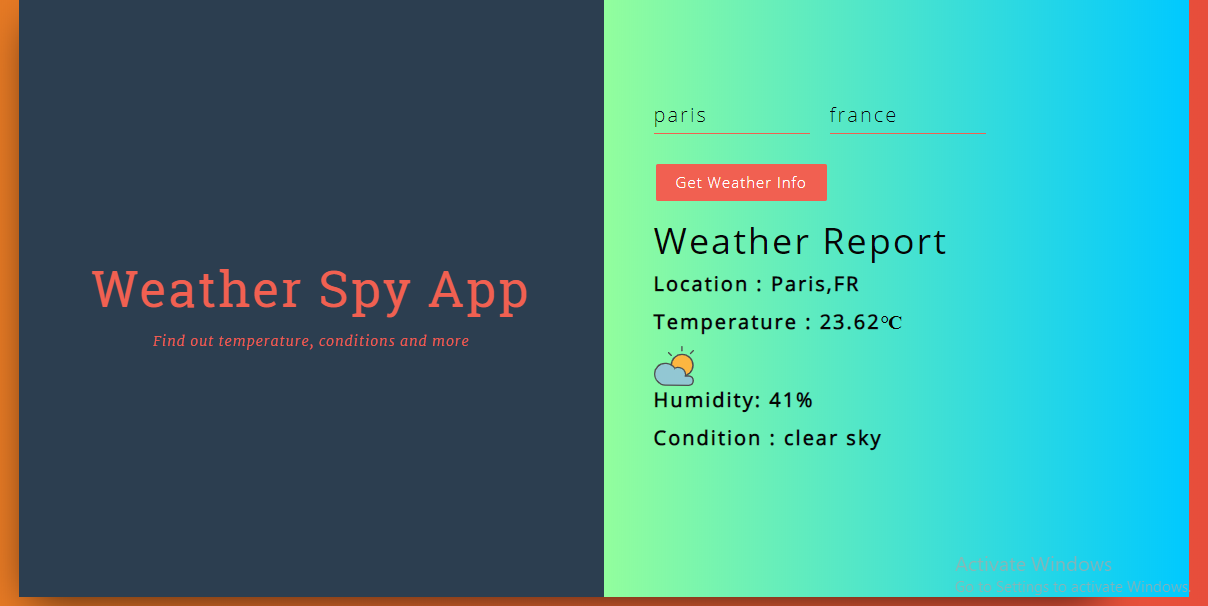 Weather Spy App
Find out temperature, conditions and more
paris france
Get Weather Info
Weather Report
Location : Paris,FR
Temperature : 23.62℃
Humidity: 41%
Condition : clear sky
Activate Windows
Go to Settings to activate Windows.